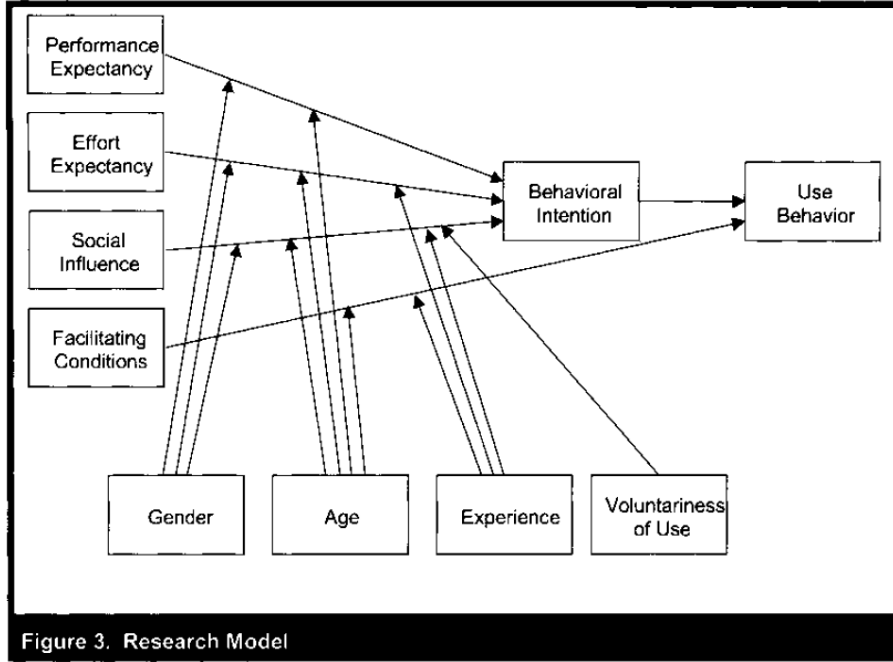 Performance
Expectancy
Effort
Expectancy
Social
Influence
Facilitating
Conditions
Behavioral
Intention
Use
Behavior
Gender
Age
Experience
Voluntariness
of Use
Figure 3. Research Model